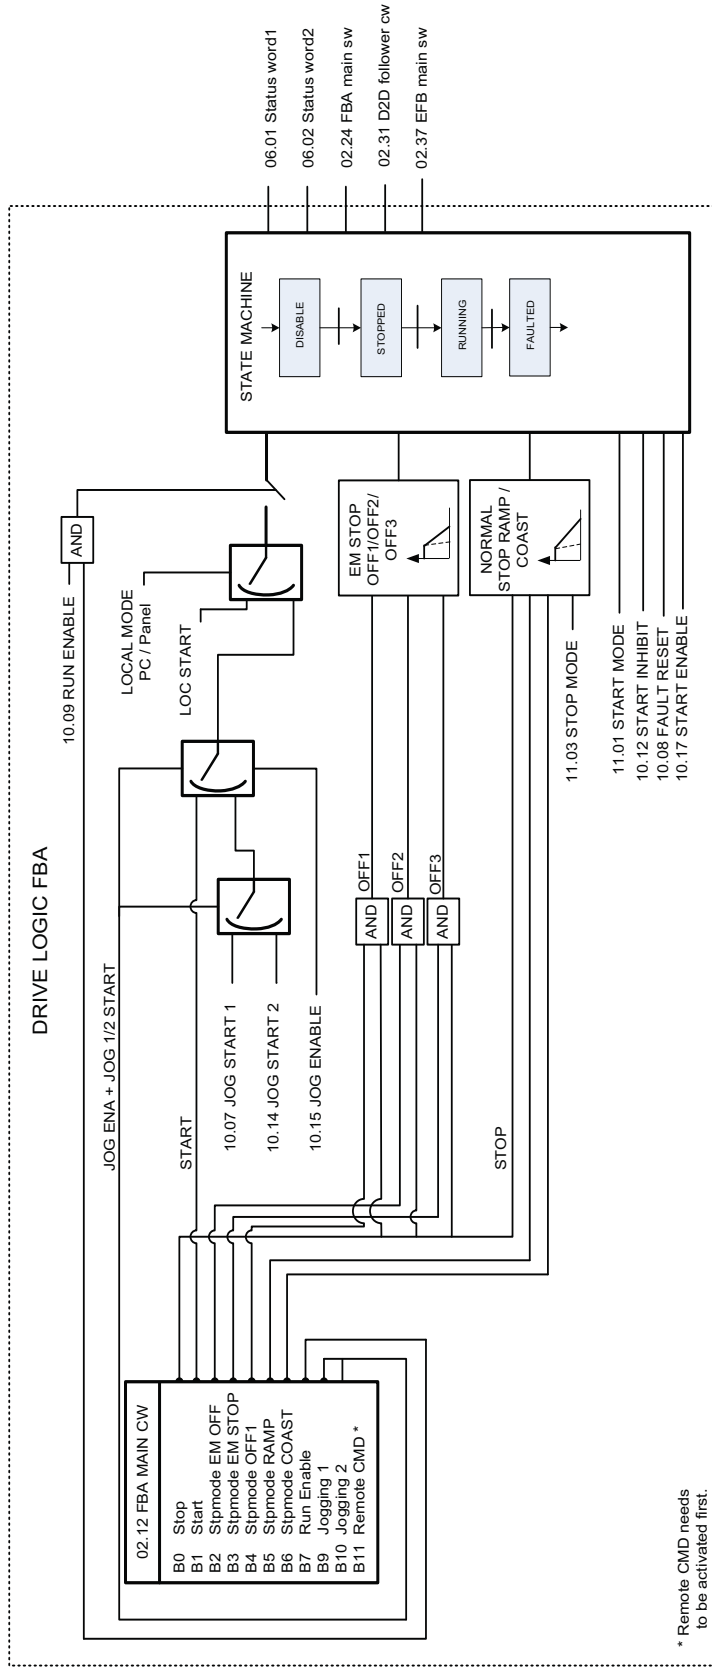 DRIVE LOGIC FBA
02.12 FBA MAIN CW
B0 Stop
B1 Start
B2 Stpmode EM OFF
B3 Stpmode EM STOP
B4 Stpmode OFF1
B5 Stpmode RAMP
B6 Stpmode COAST
B7 Run Enable
B9 Jogging 1
B10 Jogging 2
B11 Remote CMD *
* Remote CMD needs
to be activated first.
JOG ENA + JOG 1/2 START
START
10.07 JOG START 1
10.14 JOG START 2
10.15 JOG ENABLE
STOP
AND
OFF1
AND
OFF2
AND
OFF3
10.09 RUN ENABLE
AND
LOCAL MODE
PC / Panel
LOC START
EM STOP
OFF1/OFF2/
OFF3
NORMAL
STOP RAMP /
COAST
11.03 STOP MODE
11.01 START MODE
10.12 START INHIBIT
10.08 FAULT RESET
10.17 START ENABLE
STATE MACHINE
DISABLE
STOPPED
RUNNING
FAULTED
06.01 Status word1
06.02 Status word2
02.24 FBA main sw
02.31 D2D follower cw
02.37 EFB main sw